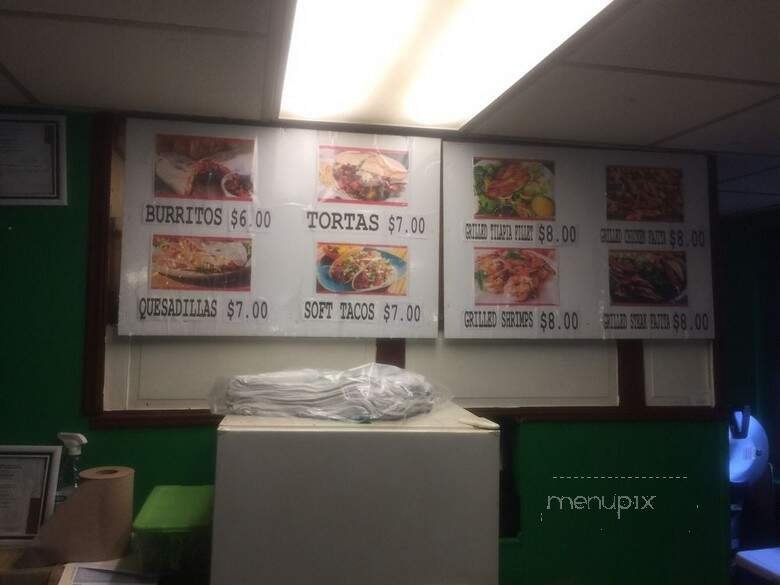 BURRITOS $6.00
TORTAS $7.00
QUESADILLAS $7.00
SOFT TACOS $7.00
GRILLED TILAPIA FILLET $8.00
GRILLED CHICKEN FAJITA $8.00
GRILLED SHRIMPS $8.00
GRILLED STEAK FAJITA $8.00
menupix